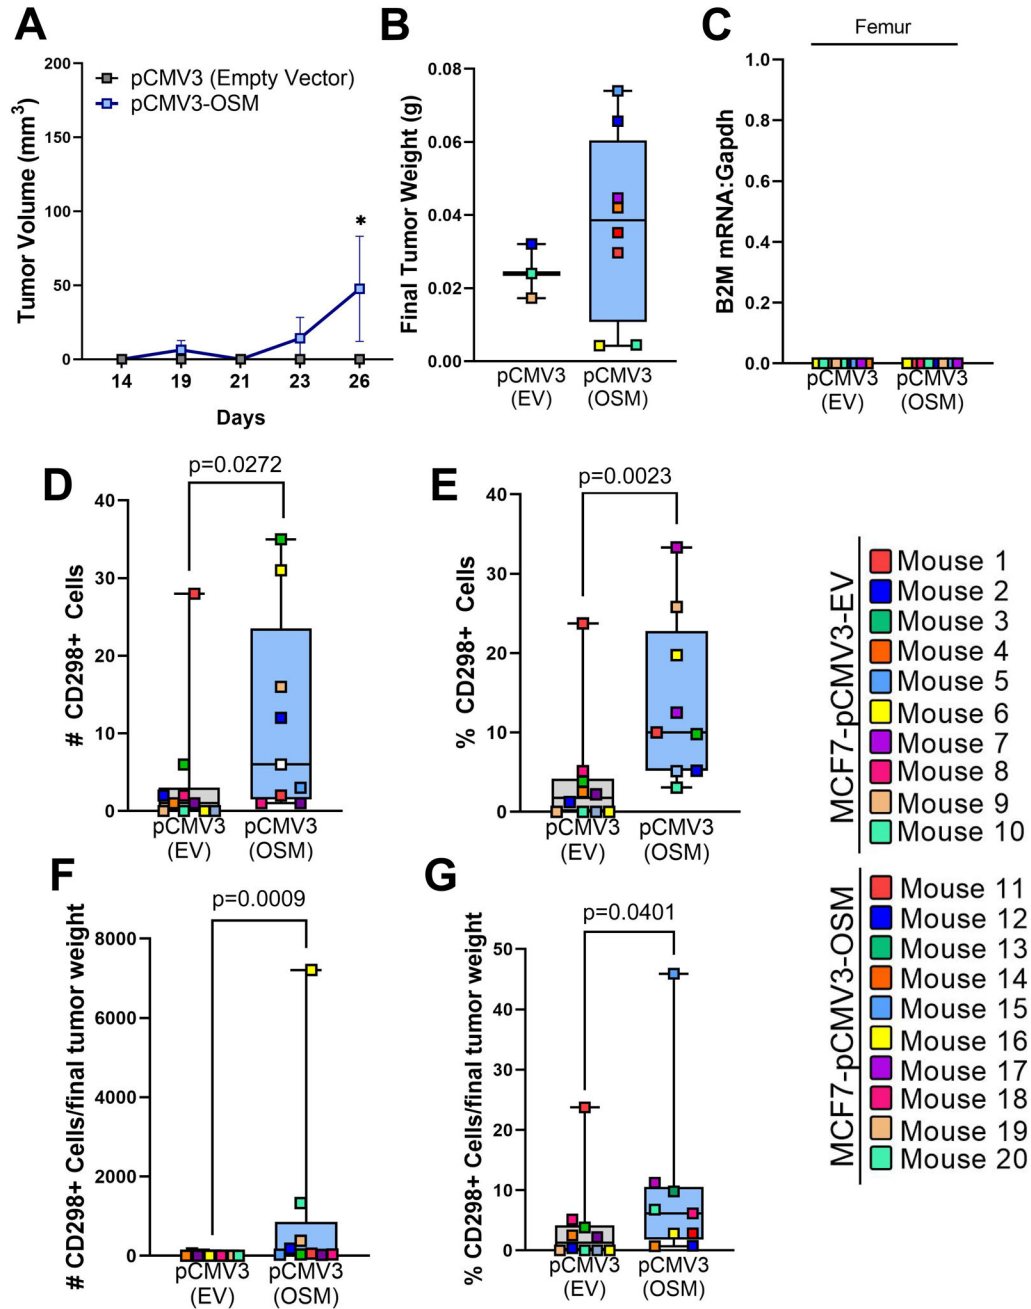 A
Tumor Volume (mm³)
200
150
100
50
0
pCMV3 (Empty Vector)
pCMV3-OSM
*
14 19 21 23 26
Days
B
Final Tumor Weight (g)
0.08
0.06
0.04
0.02
0.00
pCMV3 (EV)
pCMV3 (OSM)
C
Femur
B2M mRNA:Gapdh
1.0
0.8
0.6
0.4
0.2
0.0
pCMV3 (EV)
pCMV3 (OSM)
D
p=0.0272
# CD298+ Cells
40
30
20
10
0
pCMV3 (EV)
pCMV3 (OSM)
E
p=0.0023
% CD298+ Cells
40
30
20
10
0
pCMV3 (EV)
pCMV3 (OSM)
F
p=0.0009
# CD298+ Cells/final tumor weight
8000
6000
4000
2000
0
pCMV3 (EV)
pCMV3 (OSM)
G
p=0.0401
% CD298+ Cells/final tumor weight
50
40
30
20
10
0
pCMV3 (EV)
pCMV3 (OSM)
MCF7-pCMV3-EV
Mouse 1
Mouse 2
Mouse 3
Mouse 4
Mouse 5
Mouse 6
Mouse 7
Mouse 8
Mouse 9
Mouse 10
MCF7-pCMV3-OSM
Mouse 11
Mouse 12
Mouse 13
Mouse 14
Mouse 15
Mouse 16
Mouse 17
Mouse 18
Mouse 19
Mouse 20